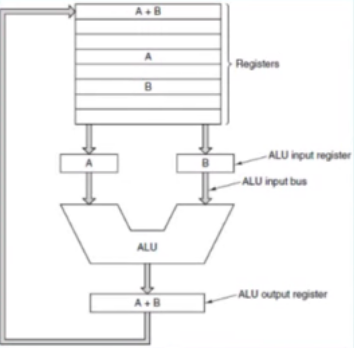 A + B
A
Registers
B
A
B
ALU input register
ALU input bus
ALU
A + B
ALU output register